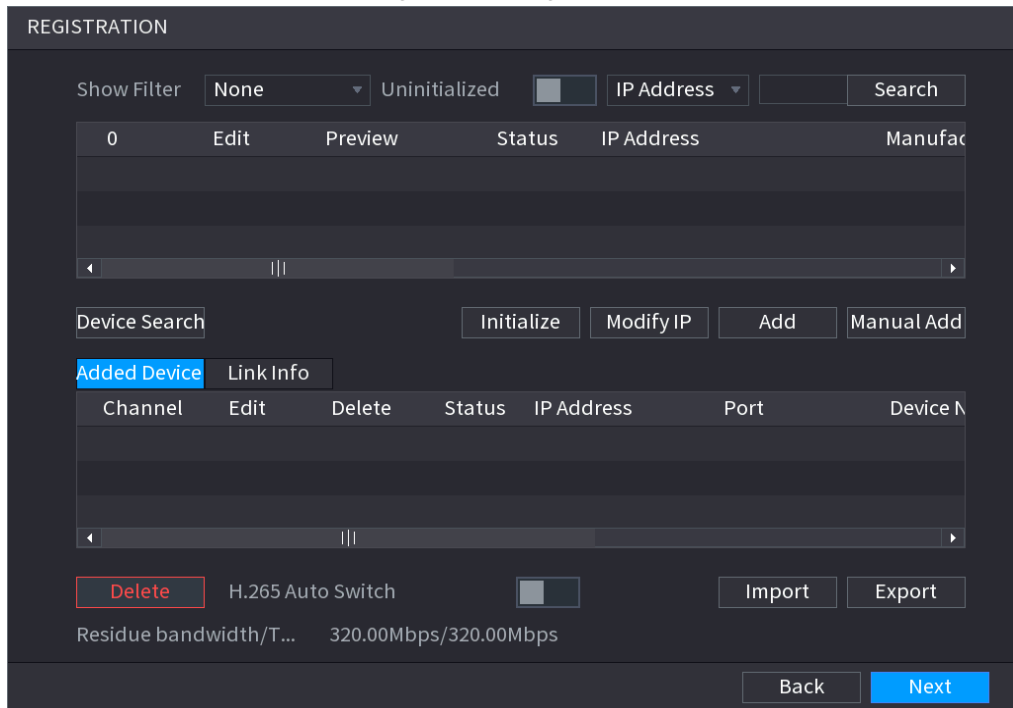 REGISTRATION
Show Filter None Uninitialized IP Address Search
0 Edit Preview Status IP Address Manufac
Device Search Initialize Modify IP Add Manual Add
Added Device Link Info
Channel Edit Delete Status IP Address Port Device N
Delete H.265 Auto Switch Import Export
Residue bandwidth/T... 320.00Mbps/320.00Mbps
Back Next